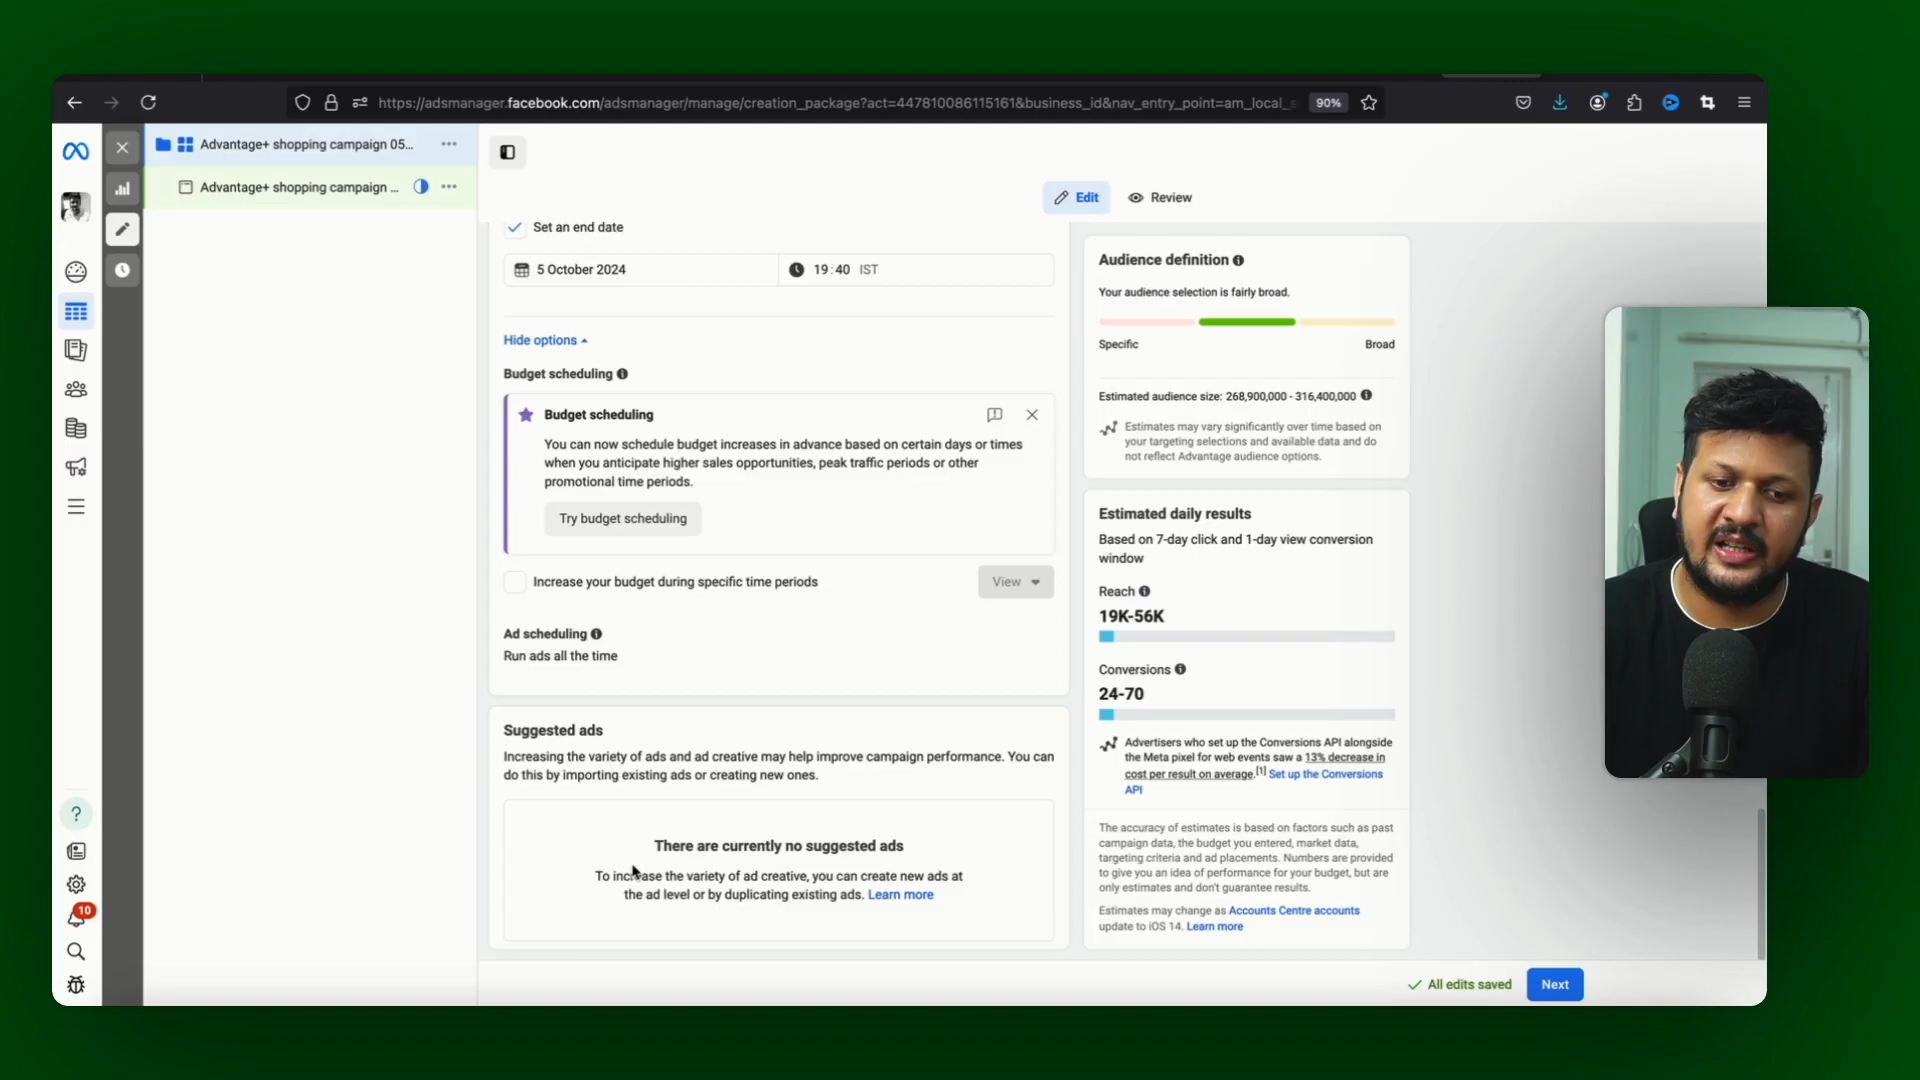 https://adsmanager.facebook.com/adsmanager/manage/creation_package?act=447810086115161&business_id&nav_entry_point=am_local_s
90%
Advantage+ shopping campaign 05...
Advantage+ shopping campaign ...
Edit
Review
Set an end date
5 October 2024
19:40 IST
Hide options
Budget scheduling
Budget scheduling
You can now schedule budget increases in advance based on certain days or times
when you anticipate higher sales opportunities, peak traffic periods or other
promotional time periods.
Try budget scheduling
Increase your budget during specific time periods
View
Ad scheduling
Run ads all the time
Suggested ads
Increasing the variety of ads and ad creative may help improve campaign performance. You can
do this by importing existing ads or creating new ones.
There are currently no suggested ads
To increase the variety of ad creative, you can create new ads at
the ad level or by duplicating existing ads. Learn more
Audience definition
Your audience selection is fairly broad.
Specific
Broad
Estimated audience size: 268,900,000 - 316,400,000
Estimates may vary significantly over time based on
your targeting selections and available data and do
not reflect Advantage audience options.
Estimated daily results
Based on 7-day click and 1-day view conversion
window
Reach
19K-56K
Conversions
24-70
Advertisers who set up the Conversions API alongside
the Meta pixel for web events saw a 13% decrease in
cost per result on average.[1] Set up the Conversions
API
The accuracy of estimates is based on factors such as past
campaign data, the budget you entered, market data,
targeting criteria and ad placements. Numbers are provided
to give you an idea of performance for your budget, but are
only estimates and don't guarantee results.
Estimates may change as Accounts Centre accounts
update to iOS 14. Learn more
10
All edits saved
Next